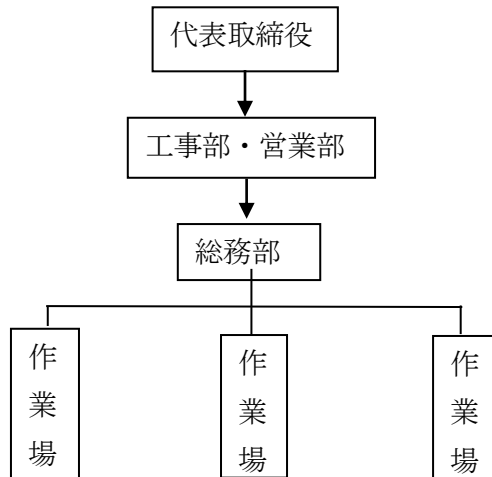 代表取締役
工事部・営業部
総務部
作業場
作業場
作業場